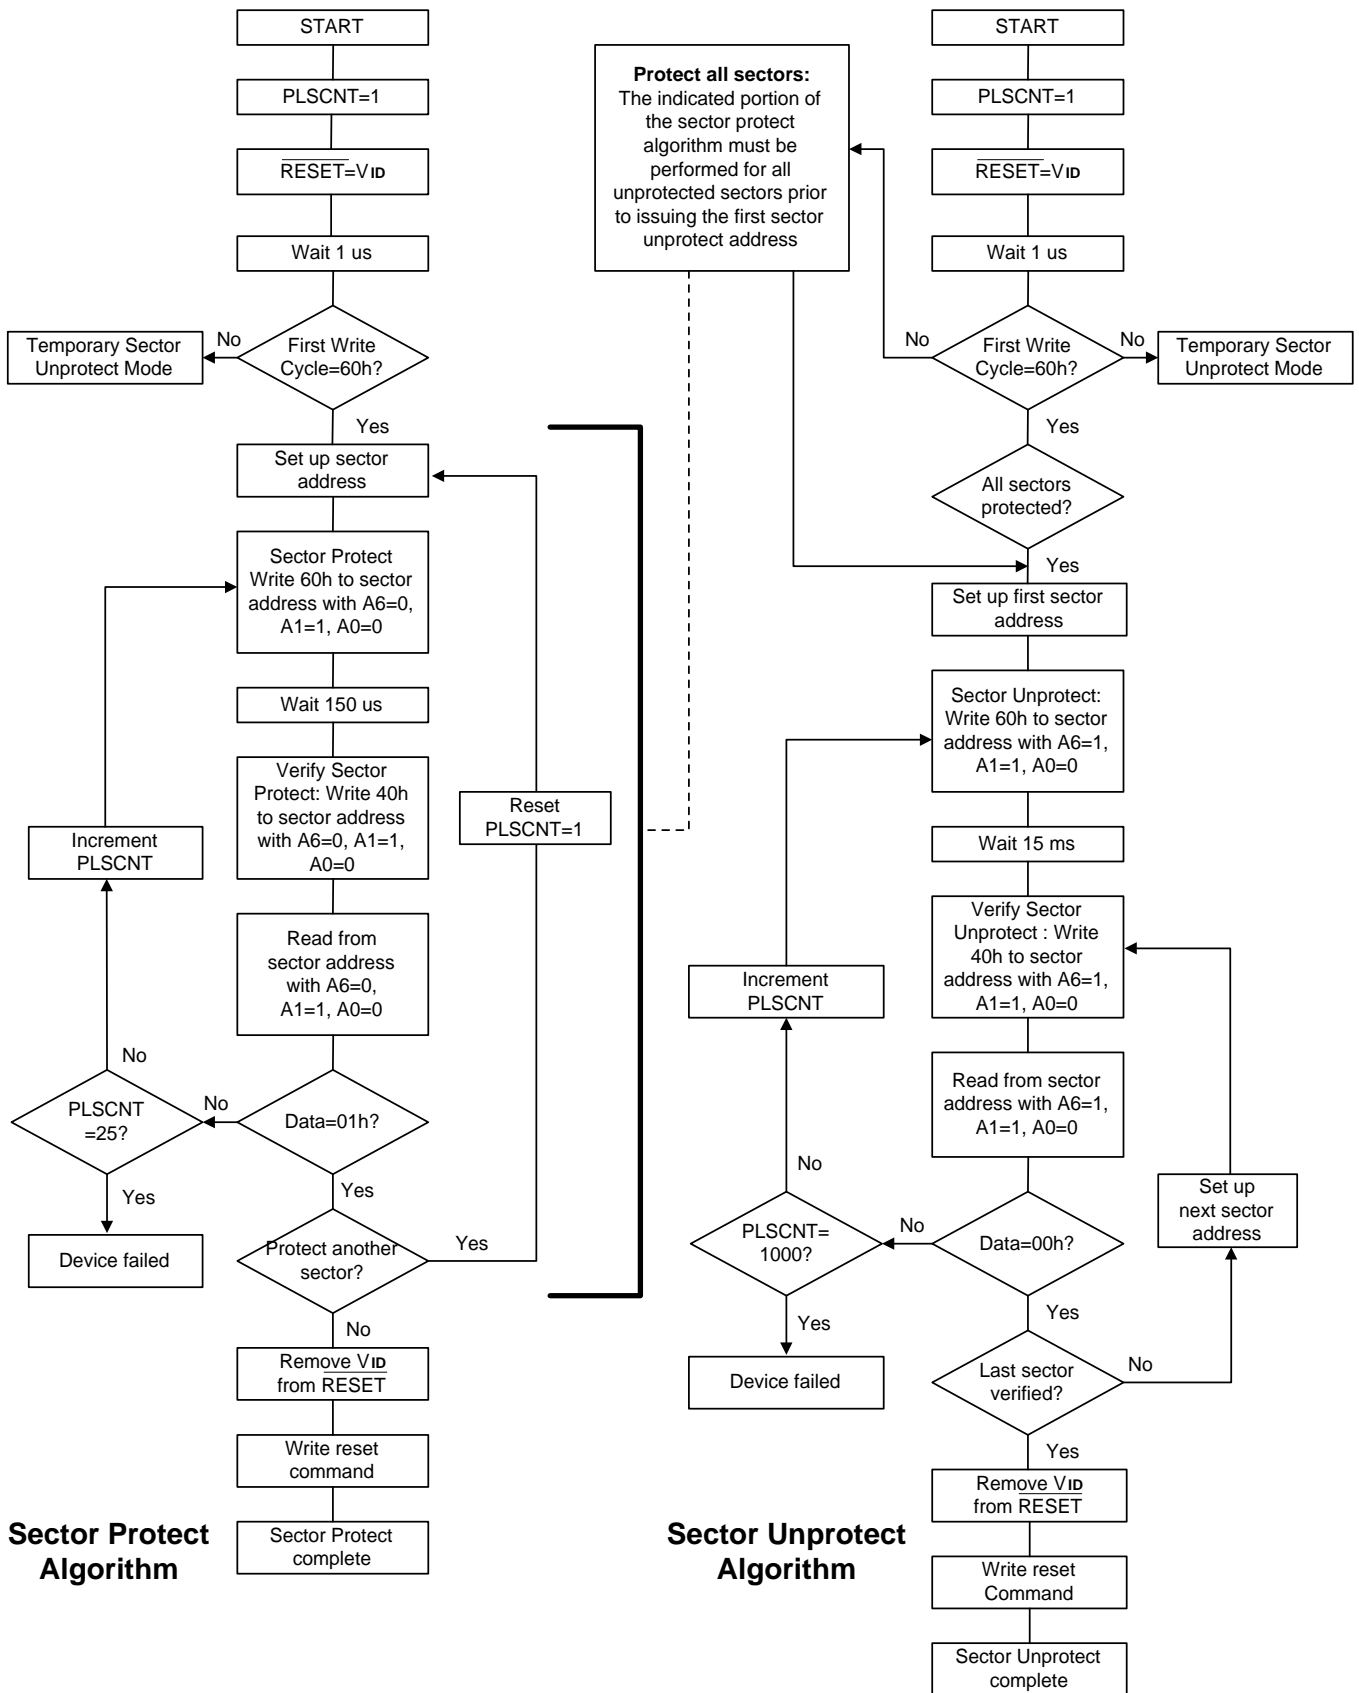 START
PLSCNT=1
RESET=VID
Wait 1 us
No
First Write
Cycle=60h?
Temporary Sector
Unprotect Mode
Yes
Set up sector
address
Sector Protect
Write 60h to sector
address with A6=0,
A1=1, A0=0
Wait 150 us
Verify Sector
Protect: Write 40h
to sector address
with A6=0, A1=1,
A0=0
Reset
PLSCNT=1
Increment
PLSCNT
Read from
sector address
with A6=0,
A1=1, A0=0
No
PLSCNT
=25?
No
Data=01h?
Yes
Yes
Device failed
Protect another
sector?
Yes
No
Remove VID
from RESET
Write reset
command
Sector Protect
complete
Sector Protect
Algorithm
Protect all sectors:
The indicated portion of
the sector protect
algorithm must be
performed for all
unprotected sectors prior
to issuing the first sector
unprotect address
START
PLSCNT=1
RESET=VID
Wait 1 us
No
First Write
Cycle=60h?
No
Temporary Sector
Unprotect Mode
Yes
All sectors
protected?
Yes
Set up first sector
address
Sector Unprotect:
Write 60h to sector
address with A6=1,
A1=1, A0=0
Wait 15 ms
Verify Sector
Unprotect : Write
40h to sector
address with A6=1,
A1=1, A0=0
Increment
PLSCNT
Read from sector
address with A6=1,
A1=1, A0=0
No
PLSCNT=
1000?
No
Data=00h?
Set up
next sector
address
Yes
Yes
Device failed
Last sector
verified?
No
Yes
Remove VID
from RESET
Write reset
Command
Sector Unprotect
complete
Sector Unprotect
Algorithm